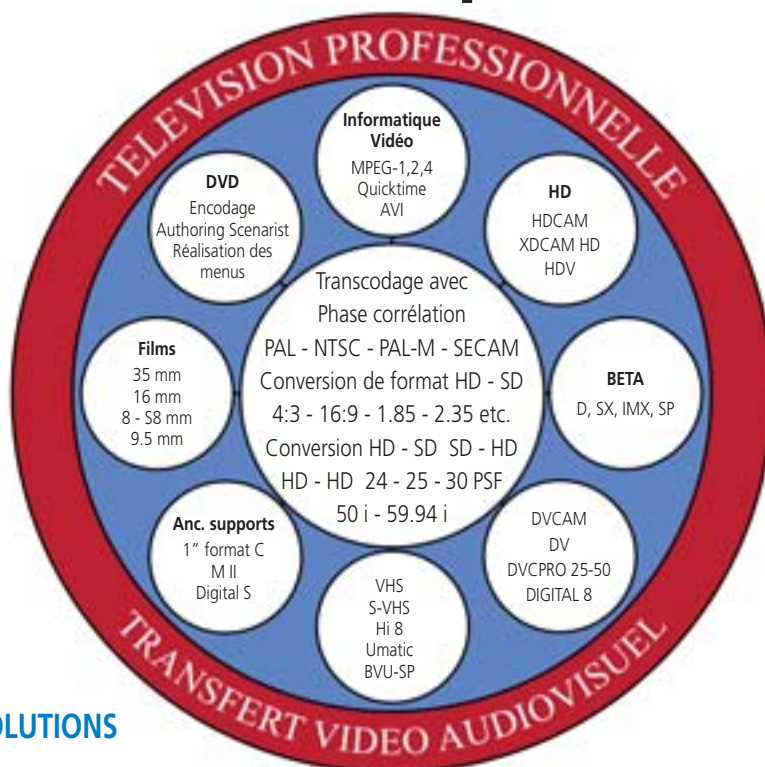 TELEVISION PROFESSIONNELLE
Informatique
Vidéo
MPEG-1,2,4
Quicktime
AVI
DVD
Encodage
Authoring Scenarist
Réalisation des
menus
HD
HDCAM
XDCAM HD
HDV
Transcodage avec
Phase corrélation
PAL - NTSC - PAL-M - SECAM
Conversion de format HD - SD
4:3 - 16:9 - 1.85 - 2.35 etc.
Conversion HD - SD SD - HD
HD - HD 24 - 25 - 30 PSF
50 i - 59.94 i
Films
35 mm
16 mm
8 - S8 mm
9.5 mm
BETA
D, SX, IMX, SP
Anc. supports
1" format C
M II
Digital S
DVCAM
DV
DVCPRO 25-50
DIGITAL 8
VHS
S-VHS
Hi 8
Umatic
BVU-SP
TRANSFERT VIDEO AUDIOVISUEL